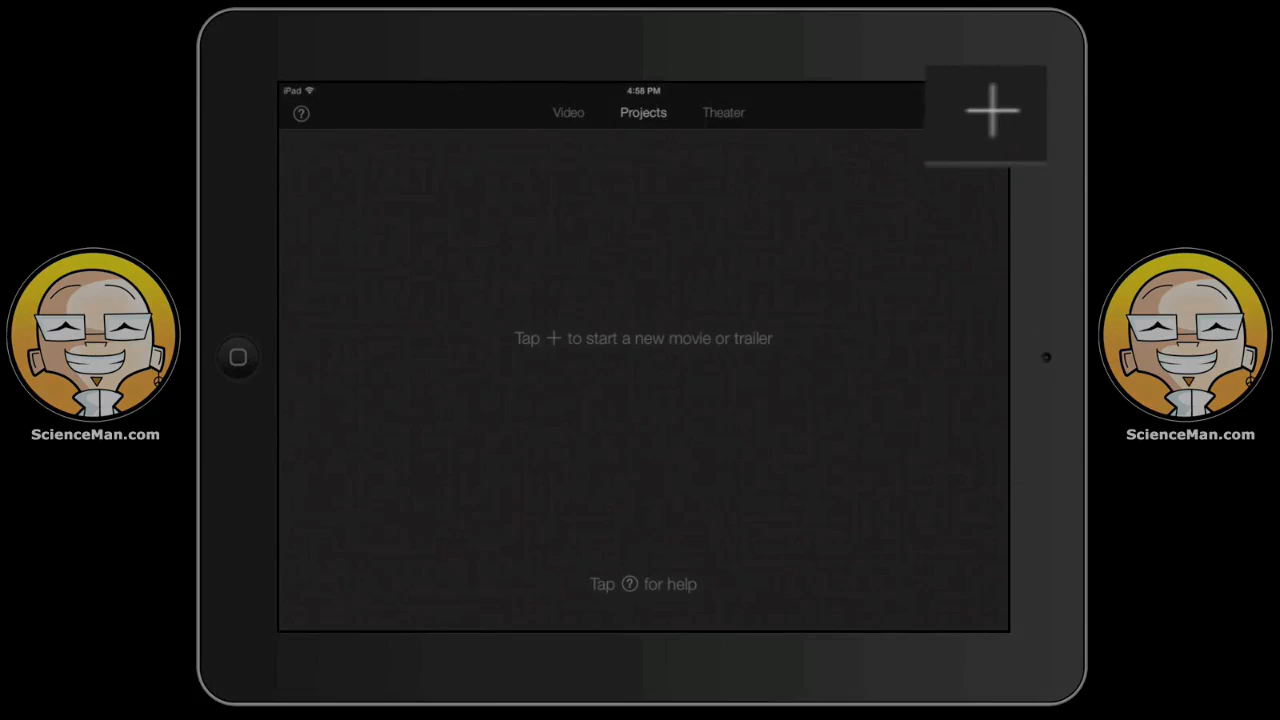 iPad
4:58 PM
Video
Projects
Theater
Tap + to start a new movie or trailer
Tap ? for help
ScienceMan.com
ScienceMan.com